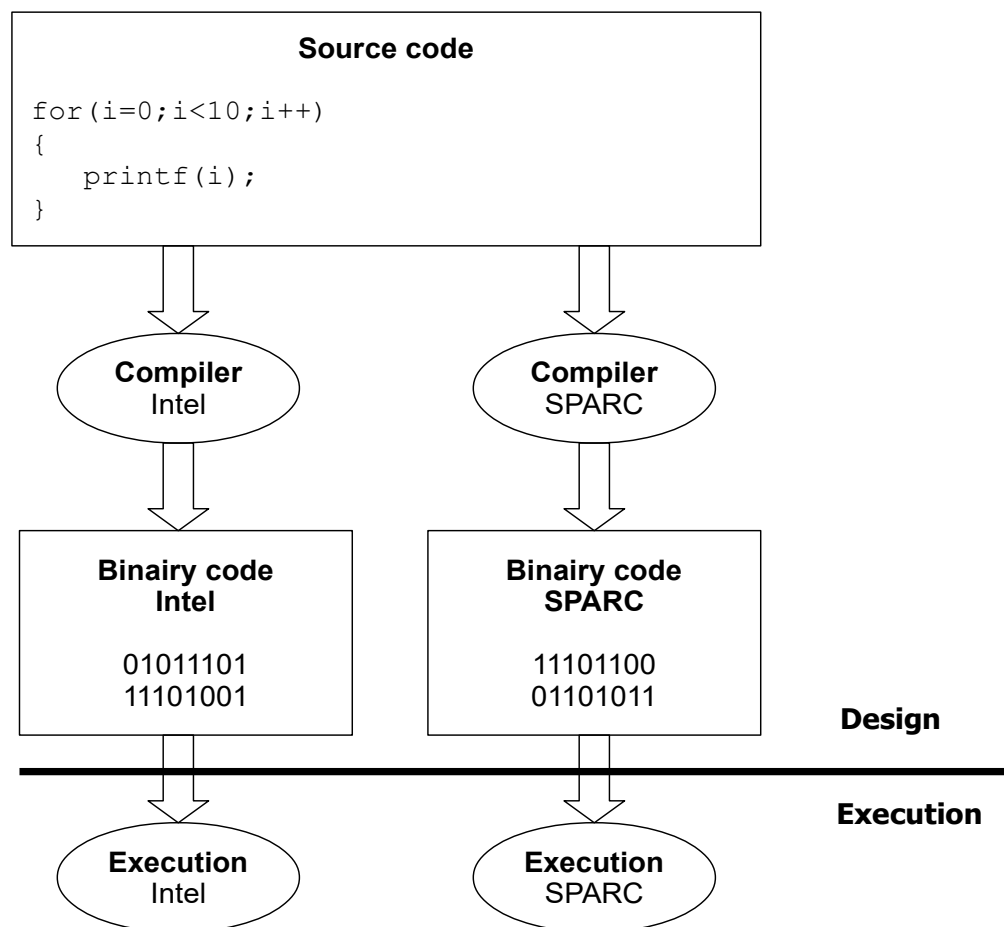 Source code
for(i=0;i<10;i++)
{
printf(i);
}
Compiler
Intel
Compiler
SPARC
Binairy code
Intel
01011101
11101001
Binairy code
SPARC
11101100
01101011
Design
Execution
Execution
Intel
Execution
SPARC